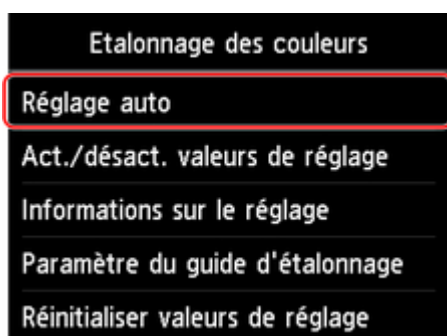 Etalonnage des couleurs
Réglage auto
Act./désact. valeurs de réglage
Informations sur le réglage
Paramètre du guide d'étalonnage
Réinitialiser valeurs de réglage